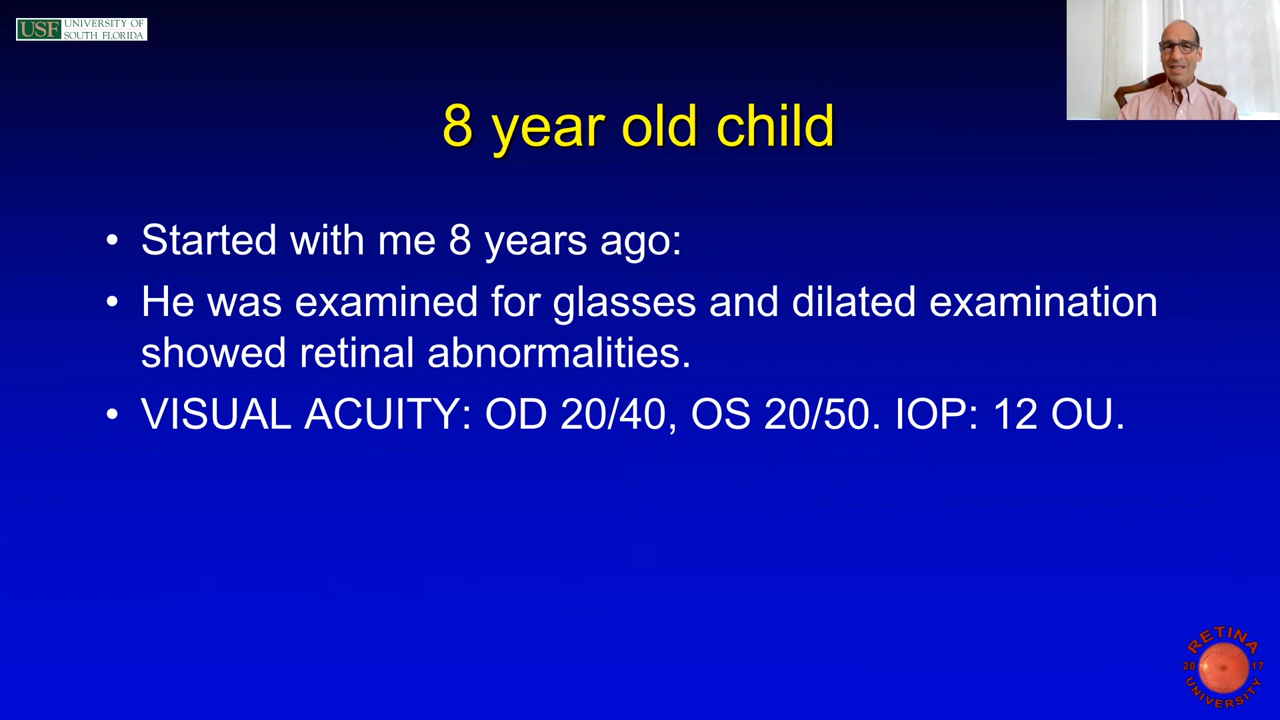 USF UNIVERSITY OF
SOUTH FLORIDA
8 year old child
• Started with me 8 years ago:
• He was examined for glasses and dilated examination
showed retinal abnormalities.
• VISUAL ACUITY: OD 20/40, OS 20/50. IOP: 12 OU.
RETINA
20 17
UNIVERSITY